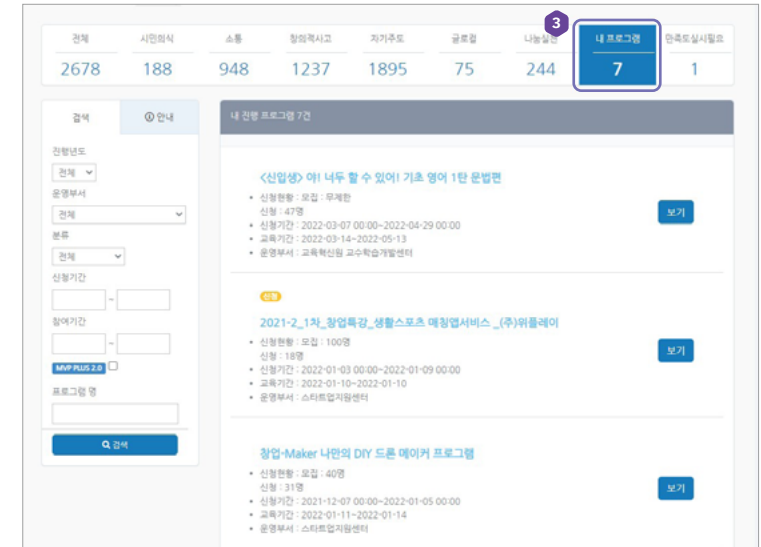 3
전체 시민의식 소통 창의적사고 자기주도 글로컬 나눔실천 내 프로그램 만족도실시필요
2678 188 948 1237 1895 75 244 7 1
검색 안내
내 진행 프로그램 7건
진행년도
전체
운영부서
전체
분류
전체
신청기간
~
참여기간
~
MVP PLUS 2.0
프로그램 명
검색
<신입생> 야! 너두 할 수 있어! 기초 영어 1탄 문법편
• 신청현황 : 모집 : 무제한
신청 : 47명
• 신청기간 : 2022-03-07 00:00~2022-04-29 00:00
• 교육기간 : 2022-03-14~2022-05-13
• 운영부서 : 교육혁신원 교수학습개발센터
보기
신청
2021-2_1차_창업특강_생활스포츠 매칭앱서비스 _(주)위플레이
• 신청현황 : 모집 : 100명
신청 : 18명
• 신청기간 : 2022-01-03 00:00~2022-01-09 00:00
• 교육기간 : 2022-01-10~2022-01-10
• 운영부서 : 스타트업지원센터
보기
창업-Maker 나만의 DIY 드론 메이커 프로그램
• 신청현황 : 모집 : 40명
신청 : 31명
• 신청기간 : 2021-12-07 00:00~2022-01-05 00:00
• 교육기간 : 2022-01-11~2022-01-14
• 운영부서 : 스타트업지원센터
보기